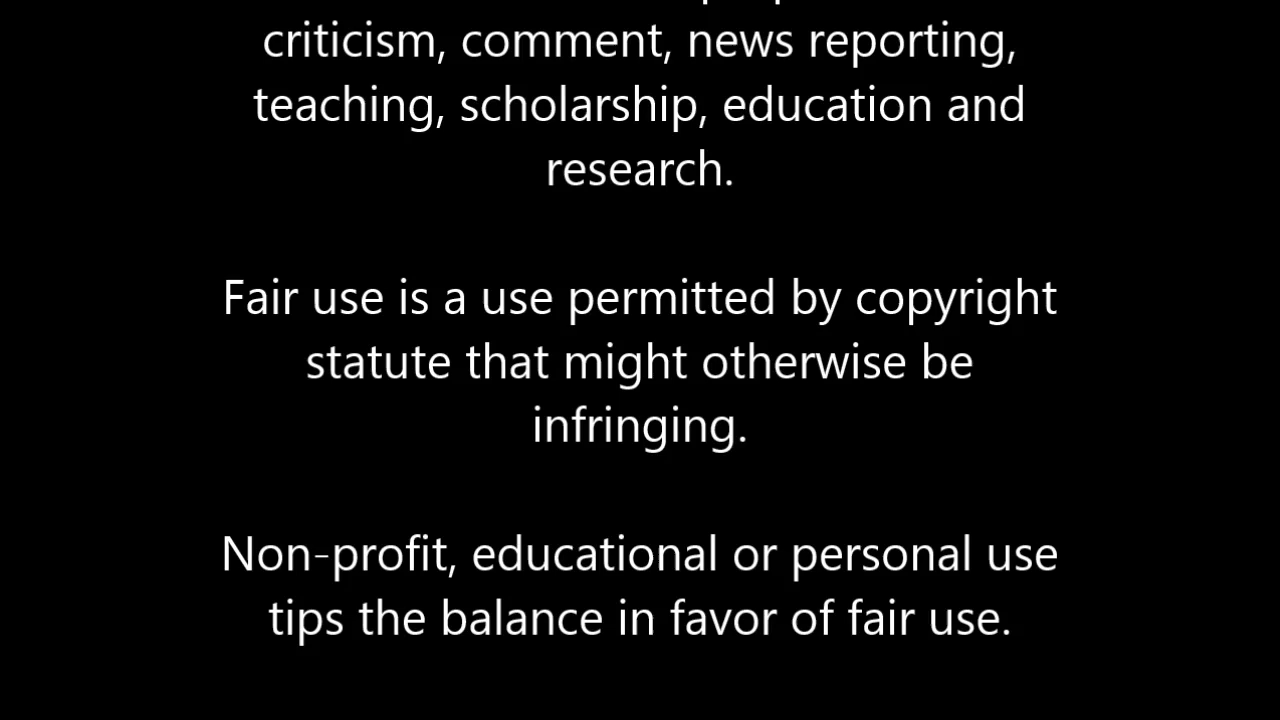 criticism, comment, news reporting,
teaching, scholarship, education and
research.
Fair use is a use permitted by copyright
statute that might otherwise be
infringing.
Non-profit, educational or personal use
tips the balance in favor of fair use.